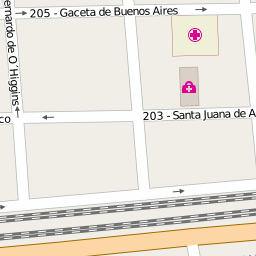 205 - Gaceta de Buenos Aires
ernardo de O'Higgins
co
203 - Santa Juana de A